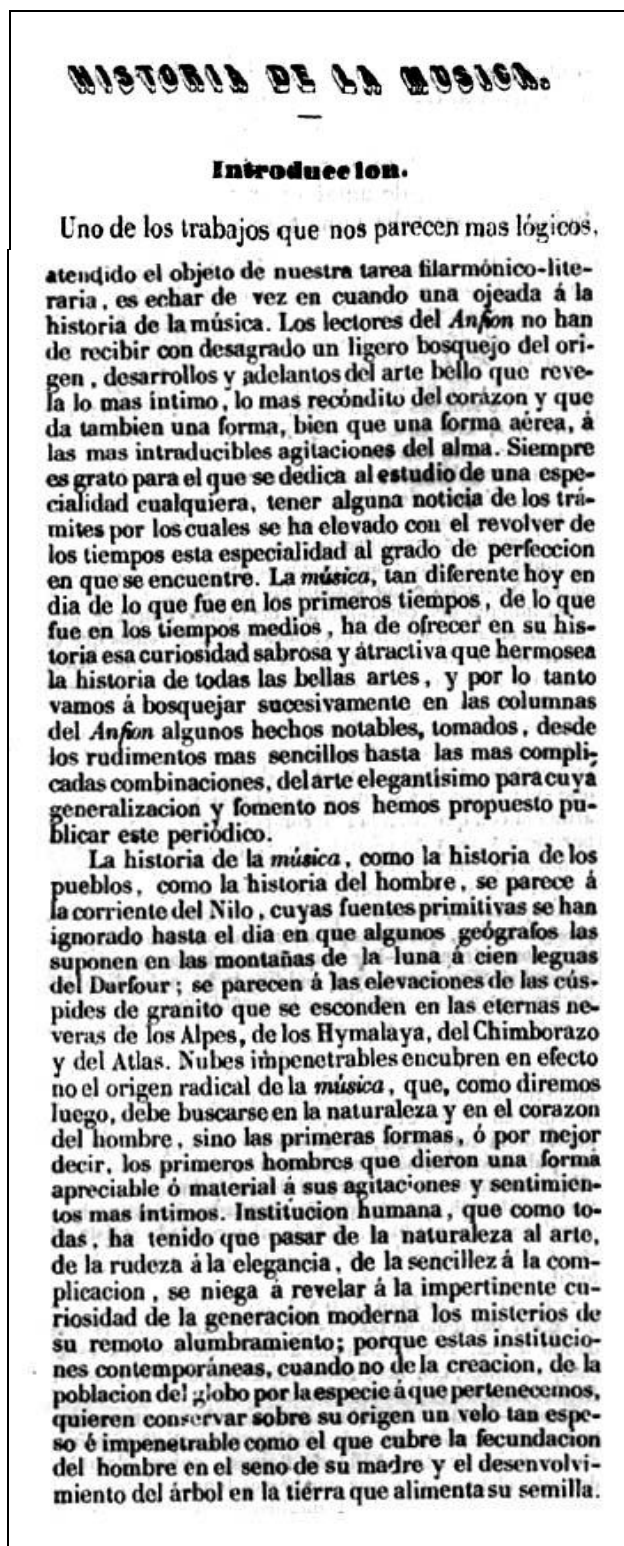 HISTORIA DE LA MUSICA.
Introduccion.
Uno de los trabajos que nos parecen mas lógicos,
atendido el objeto de nuestra tarea filarmónico-lite-
raria, es echar de vez en cuando una ojeada á la
historia de la música. Los lectores del Anfion no han
de recibir con desagrado un ligero bosquejo del ori-
gen, desarrollos y adelantos del arte bello que reve-
la lo mas íntimo, lo mas recóndito del corazon y que
da tambien una forma, bien que una forma aérea, á
las mas intraducibles agitaciones del alma. Siempre
es grato para el que se dedica al estudio de una espe-
cialidad cualquiera, tener alguna noticia de los trá-
mites por los cuales se ha elevado con el revolver de
los tiempos esta especialidad al grado de perfeccion
en que se encuentre. La música, tan diferente hoy en
dia de lo que fue en los primeros tiempos, de lo que
fue en los tiempos medios, ha de ofrecer en su his-
toria esa curiosidad sabrosa y átractiva que hermosea
la historia de todas las bellas artes, y por lo tanto
vamos á bosquejar sucesivamente en las columnas
del Anfion algunos hechos notables, tomados, desde
los rudimentos mas sencillos hasta las mas compli-
cadas combinaciones, del arte elegantísimo para cuya
generalizacion y fomento nos hemos propuesto pu-
blicar este periódico.
La historia de la música, como la historia de los
pueblos, como la historia del hombre, se parece á
la corriente del Nilo, cuyas fuentes primitivas se han
ignorado hasta el dia en que algunos geógrafos las
suponen en las montañas de la luna á cien leguas
del Darfour; se parecen á las elevaciones de las cús-
pides de granito que se esconden en las eternas ne-
veras de los Alpes, de los Hymalaya, del Chimborazo
y del Atlas. Nubes impenetrables encubren en efecto
no el origen radical de la música, que, como diremos
luego, debe buscarse en la naturaleza y en el corazon
del hombre, sino las primeras formas, ó por mejor
decir, los primeros hombres que dieron una forma
apreciable ó material á sus agitaciones y sentimien-
tos mas íntimos. Institucion humana, que como to-
das, ha tenido que pasar de la naturaleza al arte,
de la rudeza á la elegancia, de la sencillez á la com-
plicacion, se niega á revelar á la impertinente cu-
riosidad de la generacion moderna los misterios de
su remoto alumbramiento; porque estas institucio-
nes contemporáneas, cuando no de la creacion, de la
poblacion del globo por la especie á que pertenecemos,
quieren conservar sobre su origen un velo tan espe-
so é impenetrable como el que cubre la fecundacion
del hombre en el seno de su madre y el desenvolvi-
miento del árbol en la tiérra que alimenta su semilla.